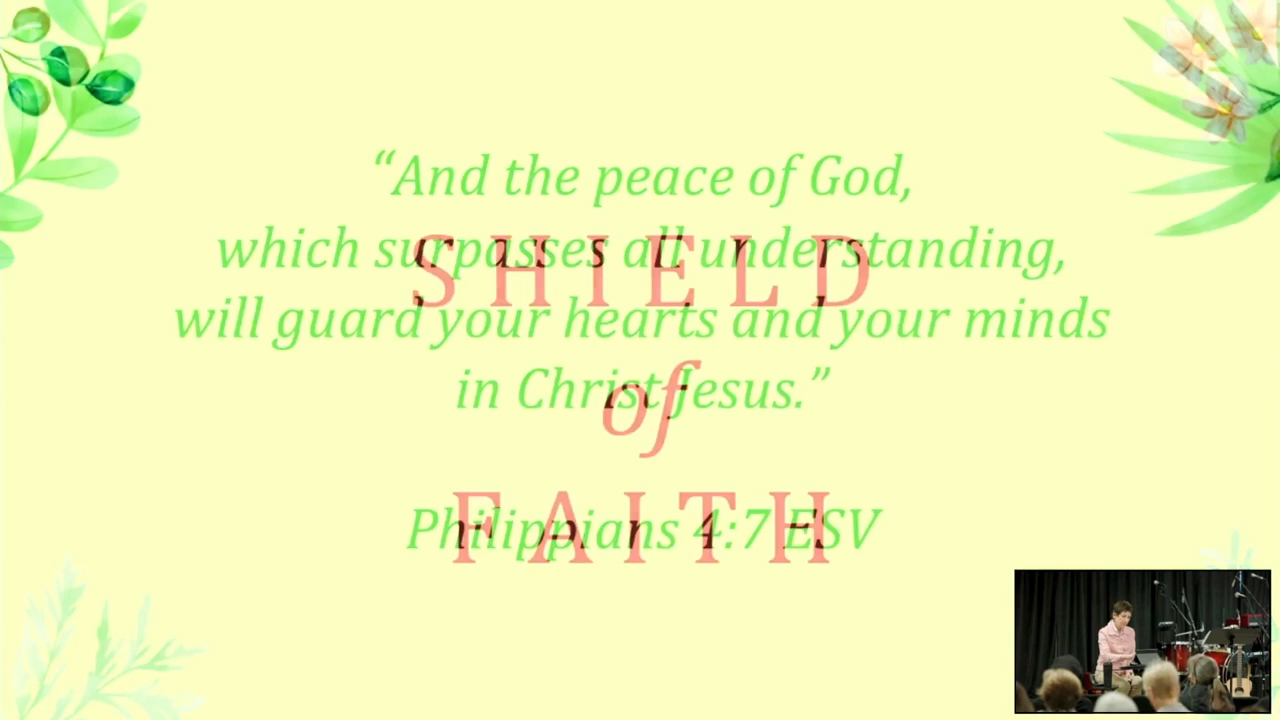 “And the peace of God,
which surpasses all understanding,
SHIELD
will guard your hearts and your minds
in Christ Jesus.”
of
Philippians 4:7 ESV
FAITH